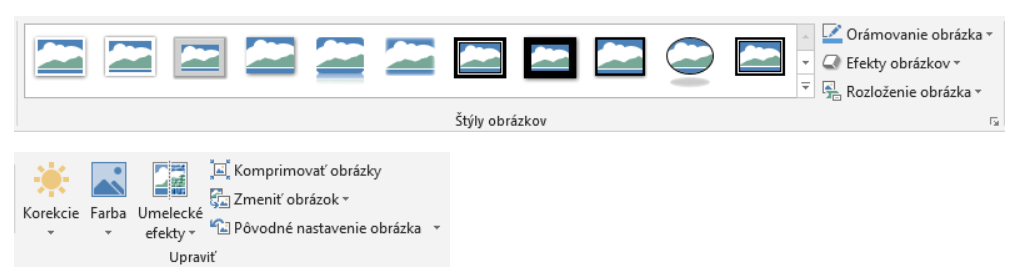 Orámovanie obrázka
Efekty obrázkov
Rozloženie obrázka
Štýly obrázkov
Korekcie
Farba
Umelecké
efekty
Komprimovať obrázky
Zmeniť obrázok
Pôvodné nastavenie obrázka
Upraviť